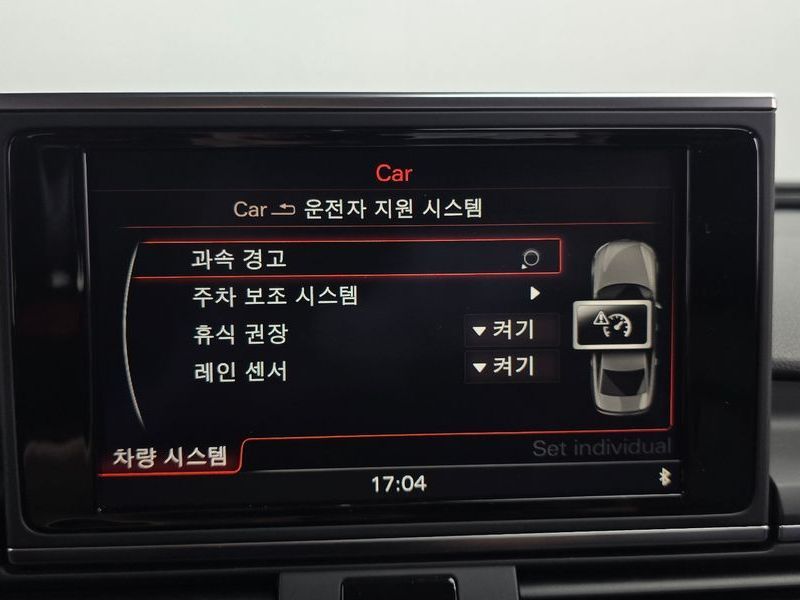 Car
Car 운전자 지원 시스템
과속 경고
주차 보조 시스템
휴식 권장 켜기
레인 센서 켜기
차량 시스템 Set individual
17:04